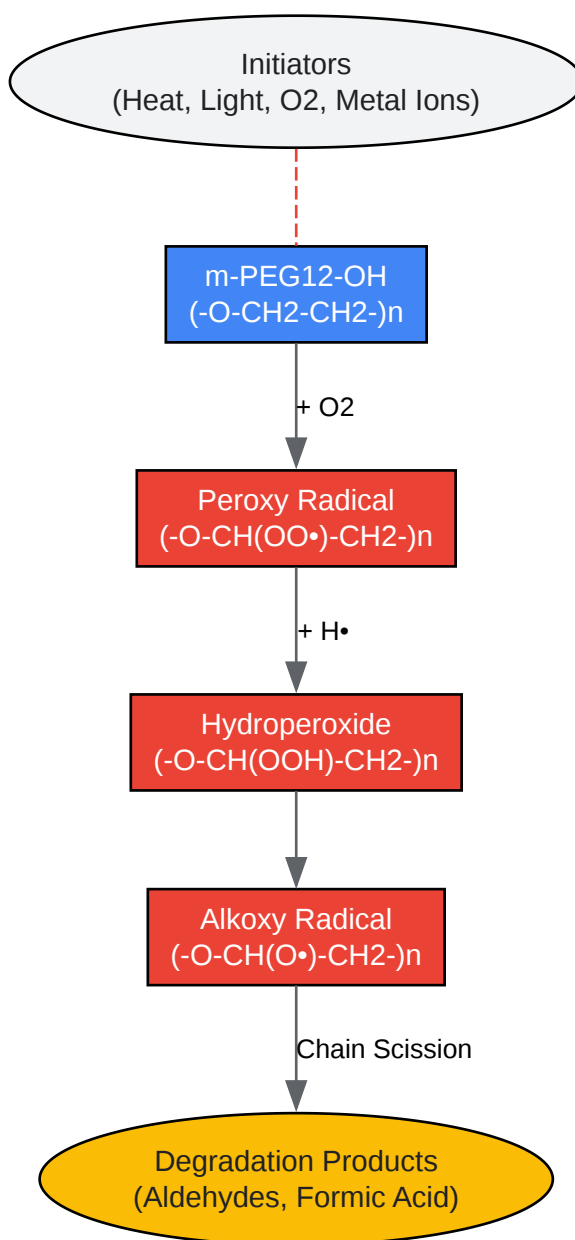 Initiators
(Heat, Light, O2, Metal Ions)
m-PEG12-OH
(-O-CH2-CH2-)n
+ O2
Peroxy Radical
(-O-CH(OO•)-CH2-)n
+ H•
Hydroperoxide
(-O-CH(OOH)-CH2-)n
Alkoxy Radical
(-O-CH(O•)-CH2-)n
Chain Scission
Degradation Products
(Aldehydes, Formic Acid)